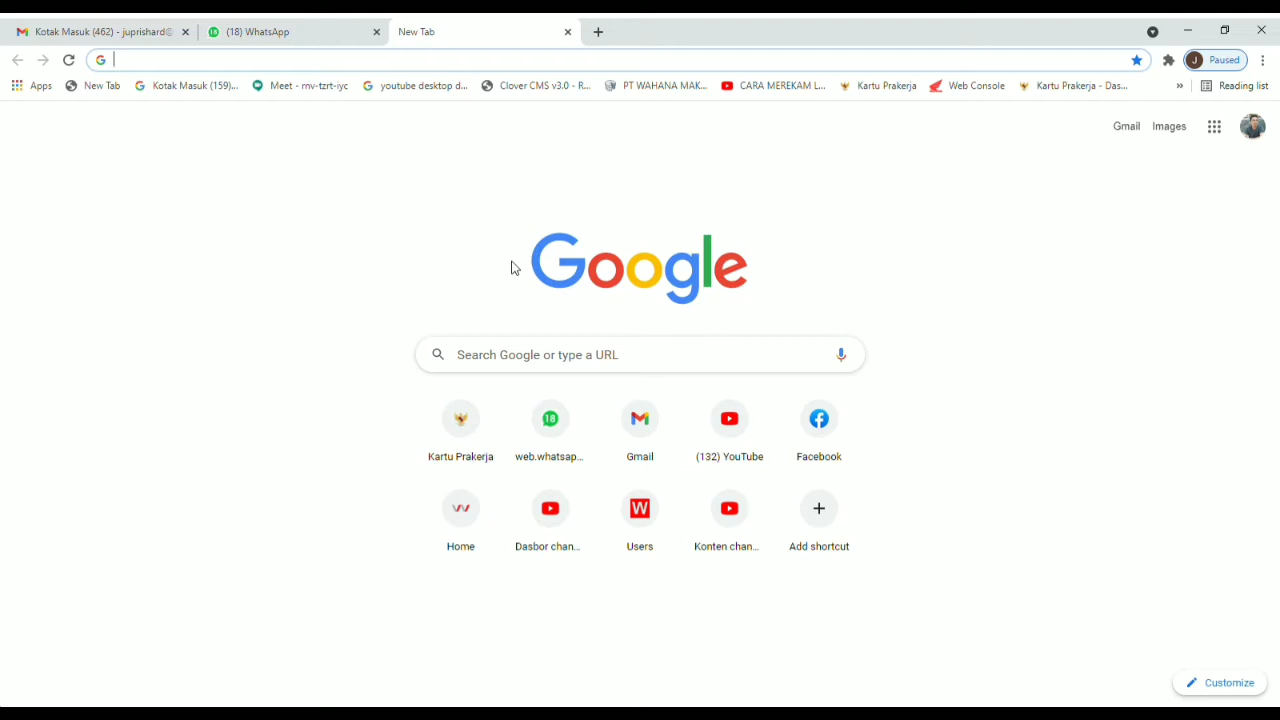 Kotak Masuk (462) - juprishard@
(18) WhatsApp
New Tab
J Paused
Apps
New Tab
Kotak Masuk (159)...
Meet - mv-tzrt-iyc
youtube desktop d...
Clover CMS v3.0 - R...
PT WAHANA MAK...
CARA MEREKAM L...
Kartu Prakerja
Web Console
Kartu Prakerja - Das...
»
Reading list
Gmail Images
Google
Search Google or type a URL
18
Kartu Prakerja
web.whatsap...
Gmail
(132) YouTube
Facebook
W
Home
Dasbor chan...
Users
Konten chan...
Add shortcut
Customize